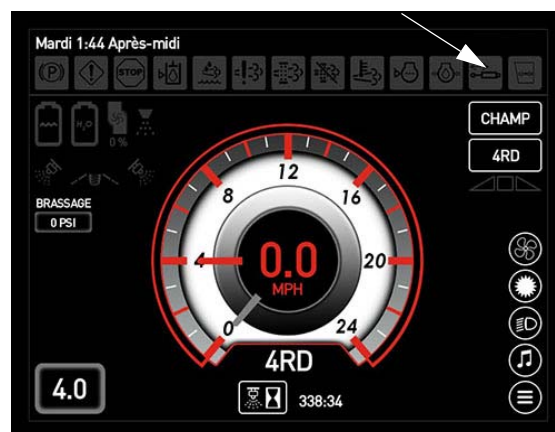 Mardi 1:44 Après-midi
STOP
H₂O
0 %
CHAMP
4RD
BRASSAGE
0 PSI
0
4
8
12
16
20
24
0.0
MPH
4RD
4.0
338:34